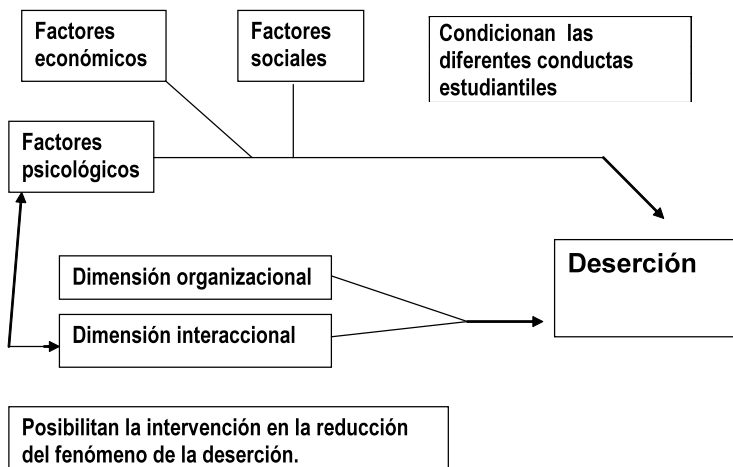 Factores
económicos
Factores
sociales
Condicionan las
diferentes conductas
estudiantiles
Factores
psicológicos
Deserción
Dimensión organizacional
Dimensión interaccional
Posibilitan la intervención en la reducción
del fenómeno de la deserción.